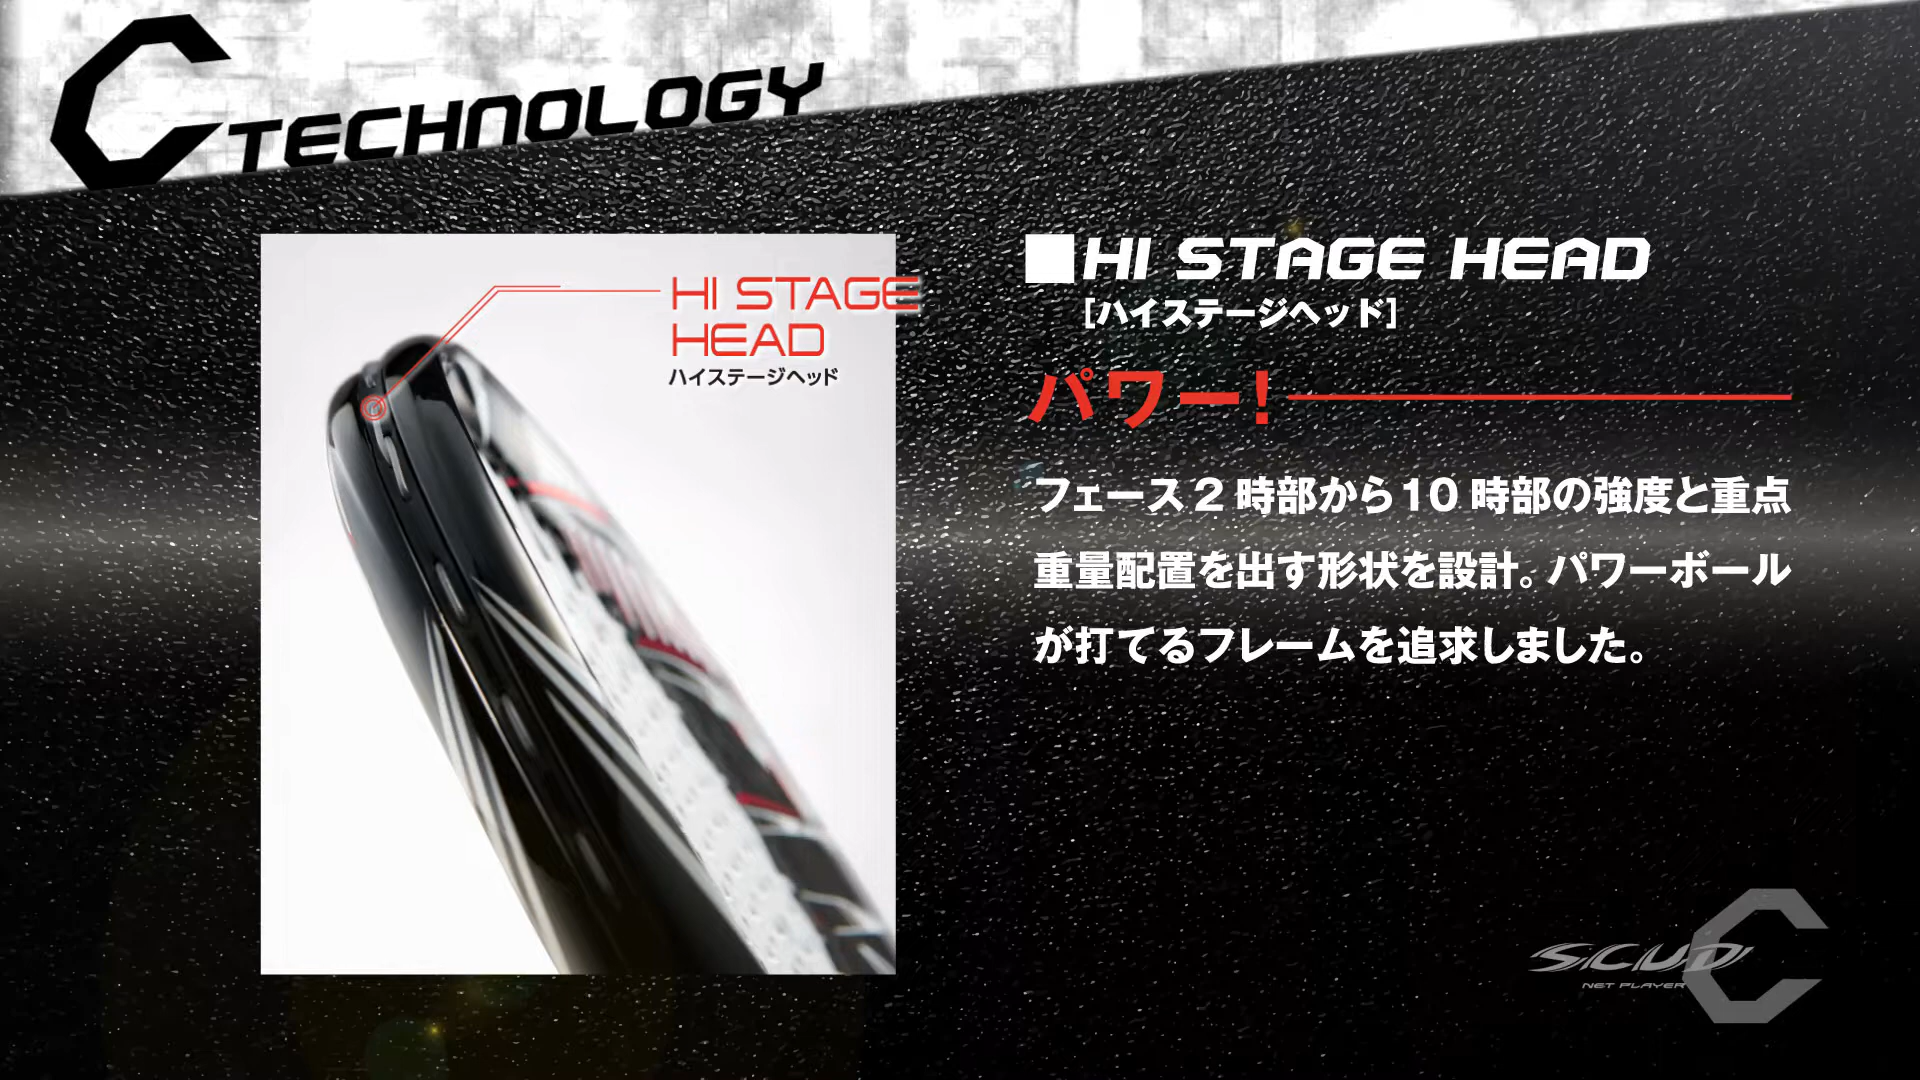 C TECHNOLOGY
HI STAGE
HEAD
ハイステージヘッド
■HI STAGE HEAD
[ハイステージヘッド]
パワー!
フェース2時部から10時部の強度と重点
重量配置を出す形状を設計。パワーボール
が打てるフレームを追求しました。
SCUD C
NET PLAYER